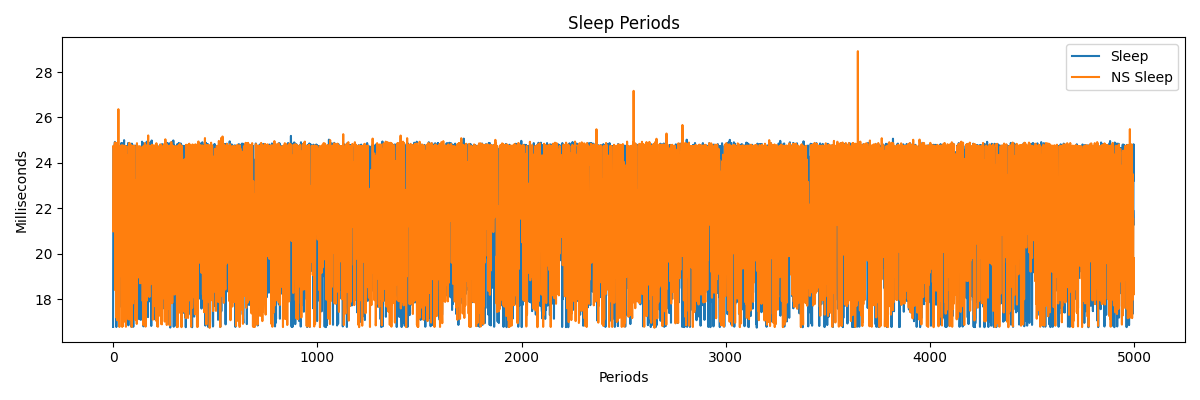 Sleep Periods
Sleep
NS Sleep
Milliseconds
28
26
24
22
20
18
0 1000 2000 3000 4000 5000
Periods